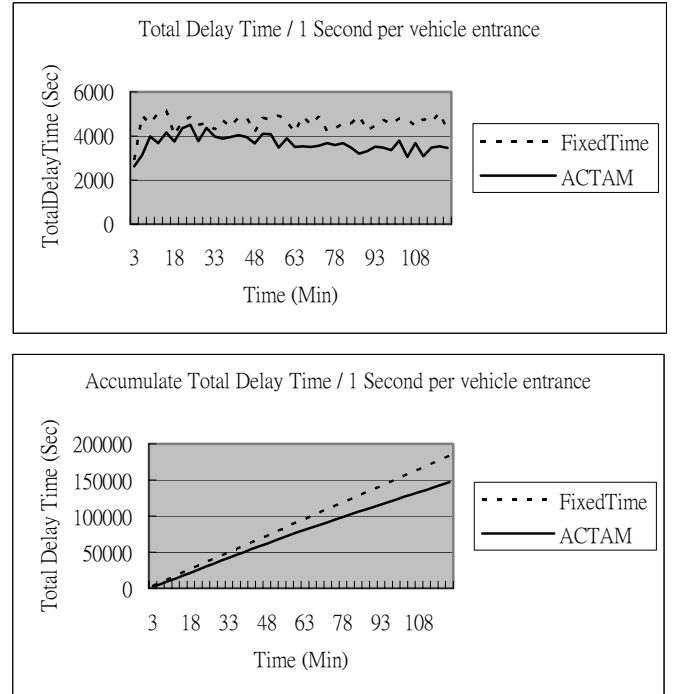 Total Delay Time / 1 Second per vehicle entrance
TotalDelayTime (Sec)
6000
4000
2000
0
3 18 33 48 63 78 93 108
Time (Min)
FixedTime
ACTAM
Accumulate Total Delay Time / 1 Second per vehicle entrance
Total Delay Time (Sec)
200000
150000
100000
50000
0
3 18 33 48 63 78 93 108
Time (Min)
FixedTime
ACTAM